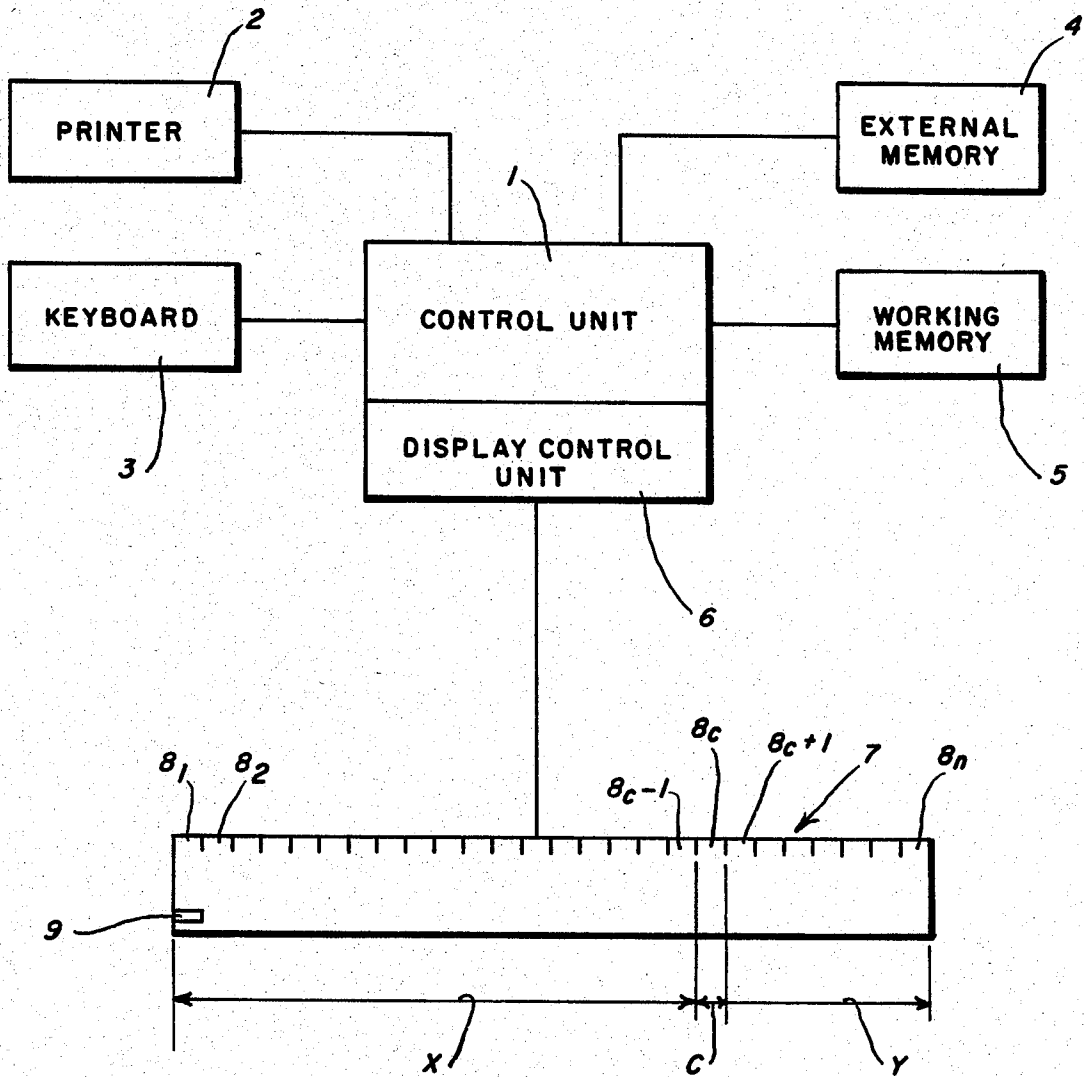 2
4
PRINTER
EXTERNAL
MEMORY
1
KEYBOARD
CONTROL UNIT
WORKING
MEMORY
3
DISPLAY CONTROL
UNIT
5
6
8₁
8₂
8c-1
8c
8c+1
7
8n
9
X
C
Y